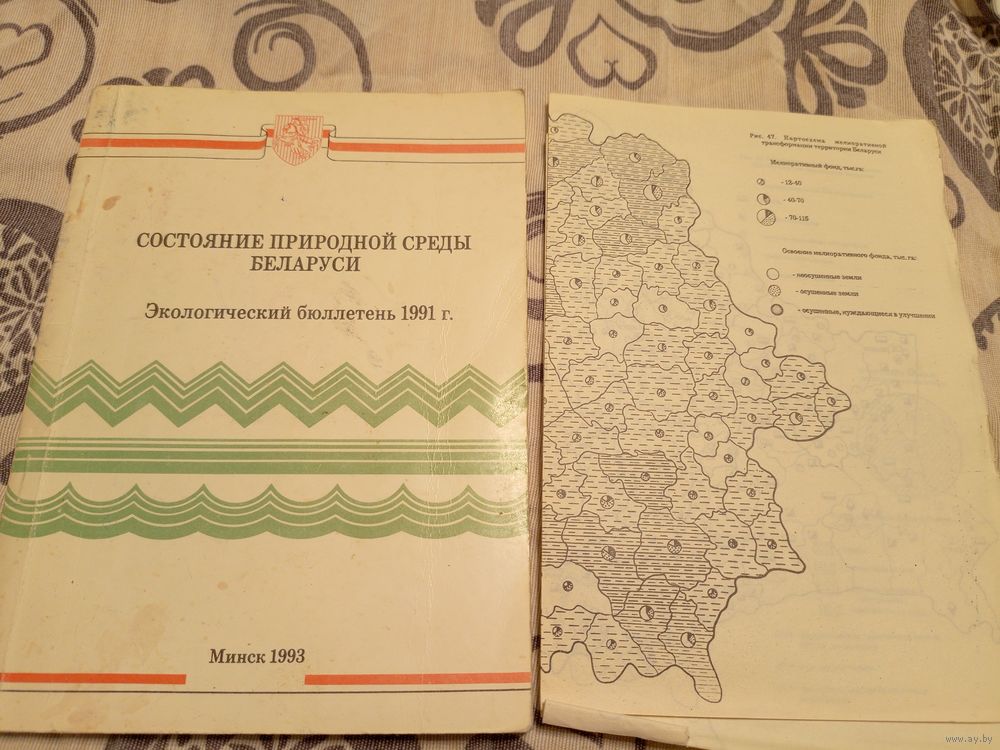 СОСТОЯНИЕ ПРИРОДНОЙ СРЕДЫ
БЕЛАРУСИ
Экологический бюллетень 1991 г.
Минск 1993
Рис. 47. Картосхема мелиоративной
трансформации территории Беларуси
Мелиоративный фонд, тыс.га:
- 12-40
- 40-70
- 70-115
Освоение мелиоративного фонда, тыс. га:
- неосушенные земли
- осушенные земли
- осушенные, нуждающиеся в улучшении
www.ay.by